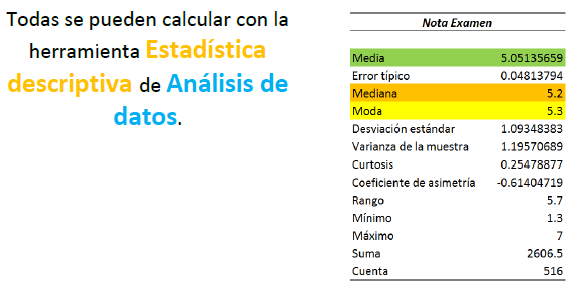 Todas se pueden calcular con la
herramienta Estadística
descriptiva de Análisis de
datos.
Nota Examen
Media 5.05135659
Error típico 0.04813794
Mediana 5.2
Moda 5.3
Desviación estándar 1.09348383
Varianza de la muestra 1.19570689
Curtosis 0.25478877
Coeficiente de asimetría -0.61404719
Rango 5.7
Mínimo 1.3
Máximo 7
Suma 2606.5
Cuenta 516